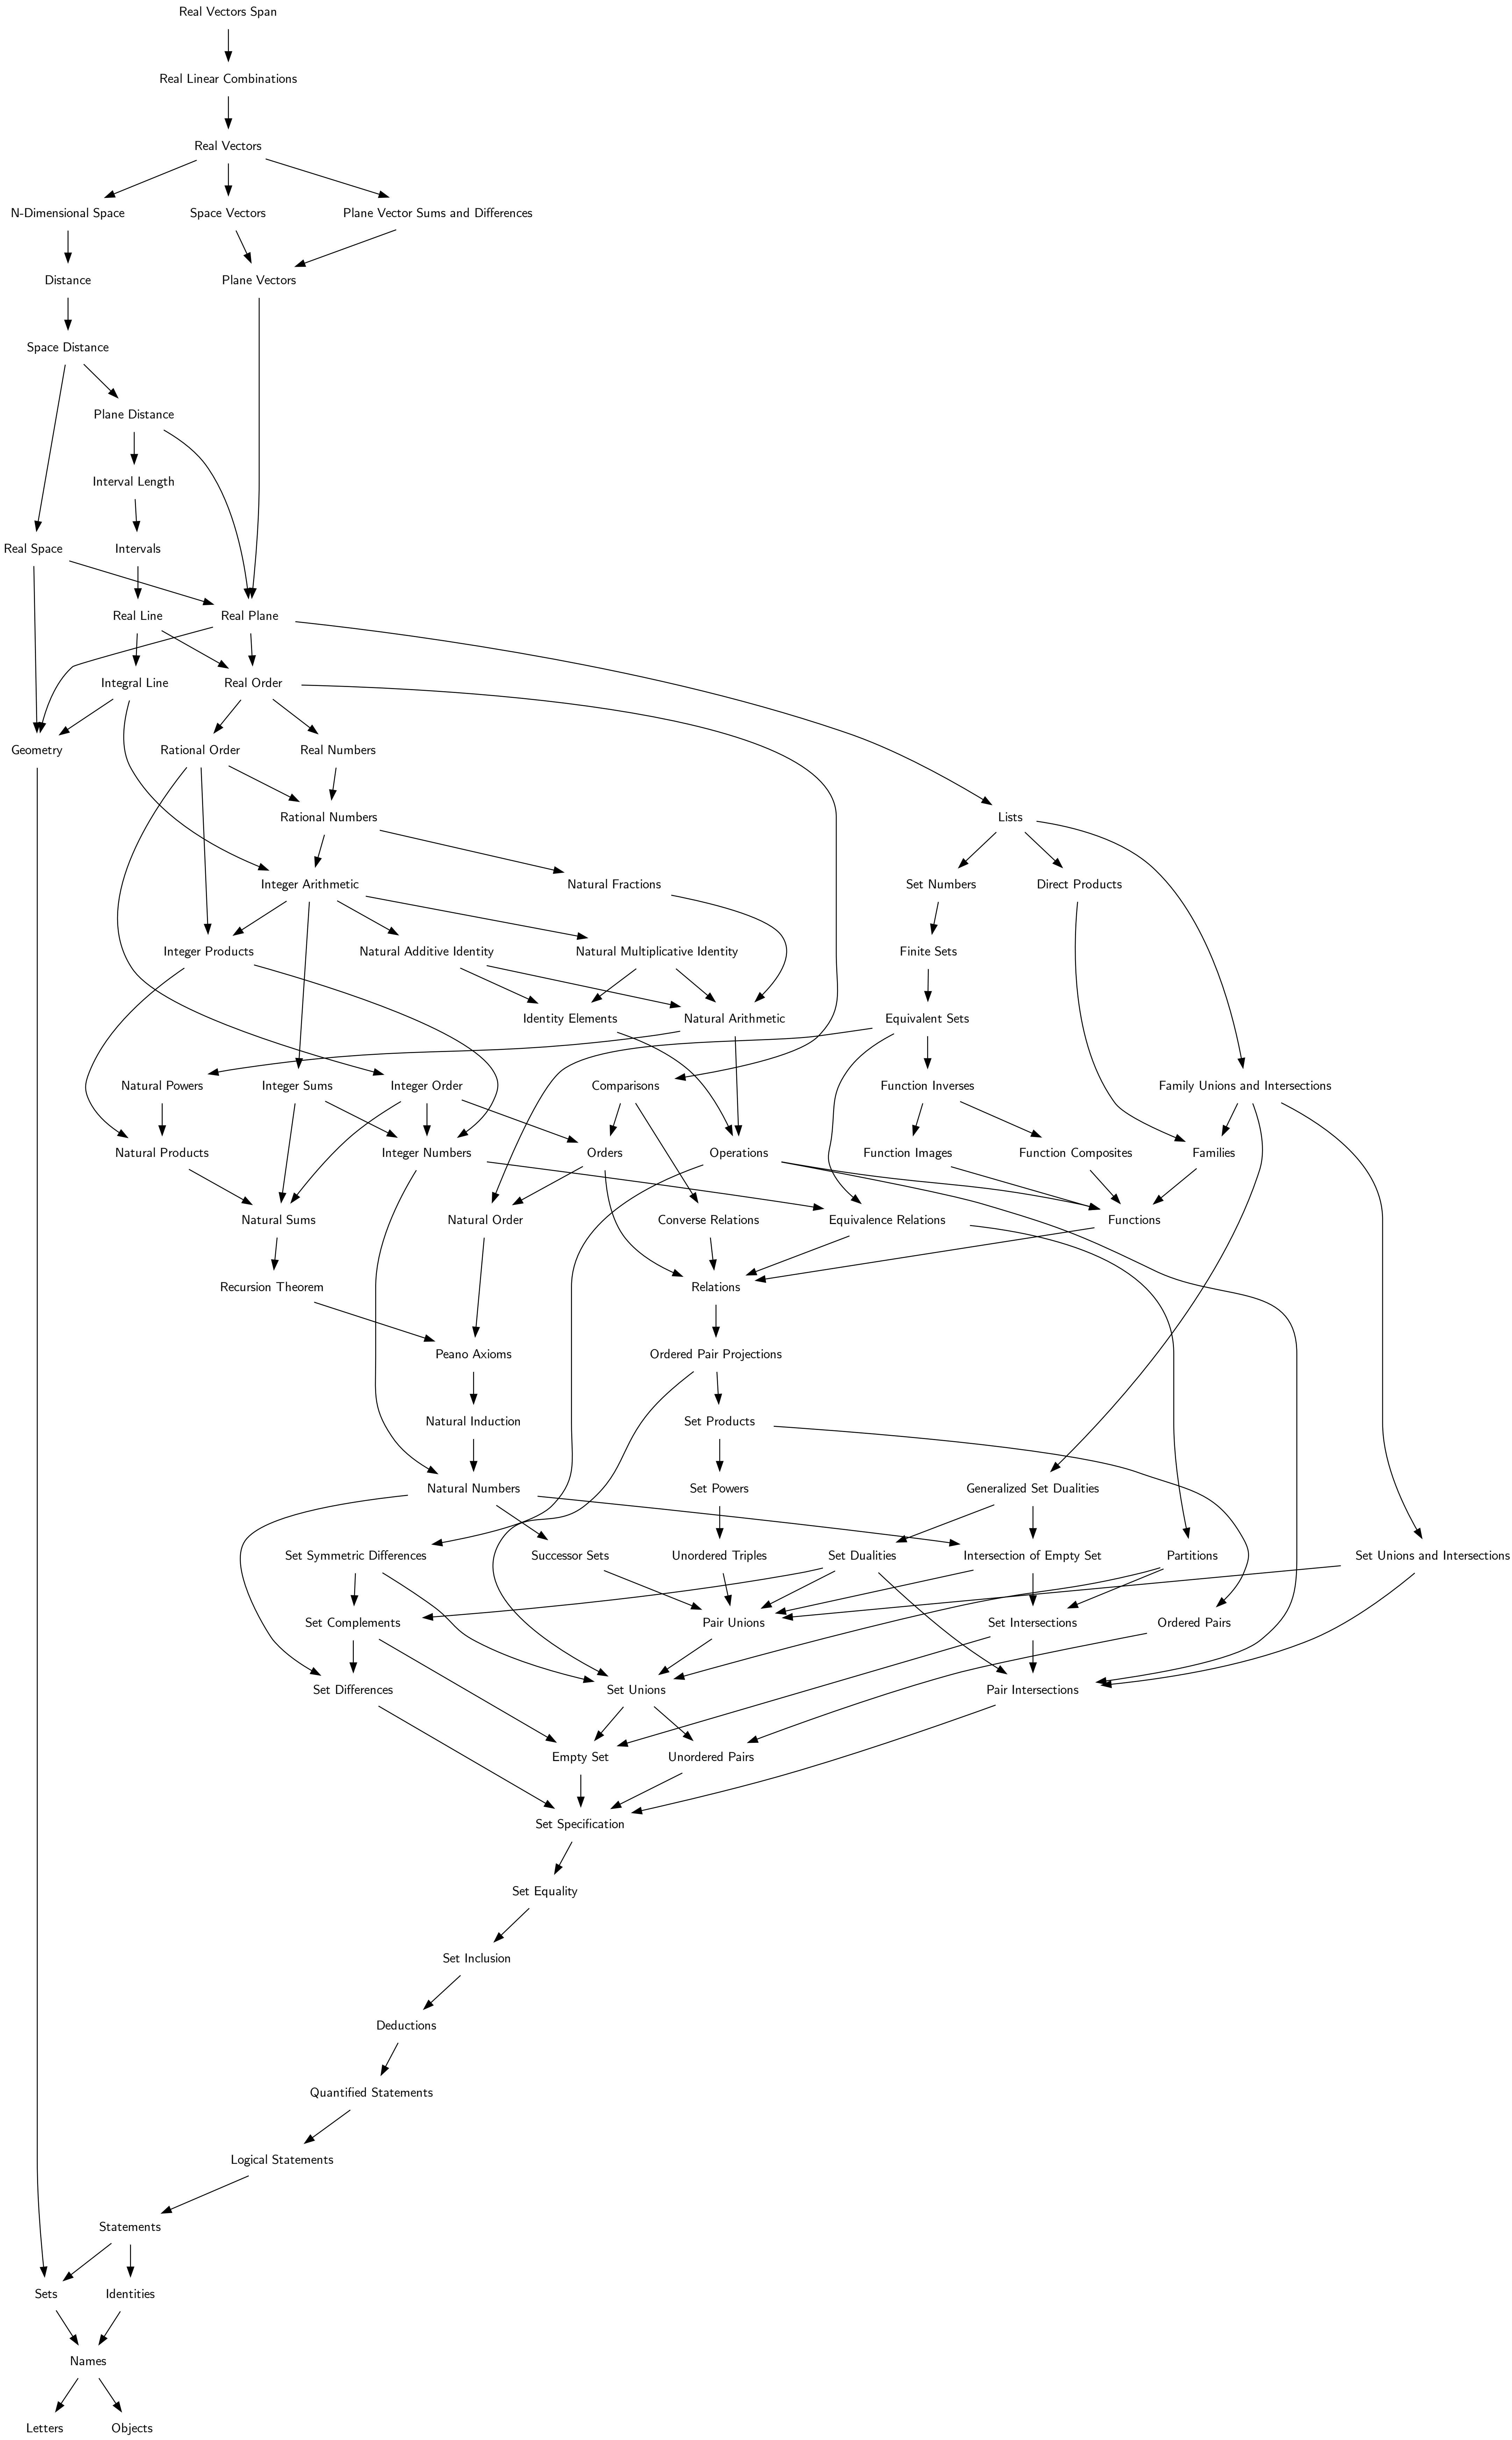 Real Vectors Span
Real Linear Combinations
Real Vectors
N-Dimensional Space
Space Vectors
Plane Vector Sums and Differences
Distance
Plane Vectors
Space Distance
Plane Distance
Interval Length
Real Space
Intervals
Real Line
Real Plane
Integral Line
Real Order
Geometry
Rational Order
Real Numbers
Rational Numbers
Lists
Integer Arithmetic
Natural Fractions
Set Numbers
Direct Products
Integer Products
Natural Additive Identity
Natural Multiplicative Identity
Finite Sets
Identity Elements
Natural Arithmetic
Equivalent Sets
Natural Powers
Integer Sums
Integer Order
Comparisons
Function Inverses
Family Unions and Intersections
Natural Products
Integer Numbers
Orders
Operations
Function Images
Function Composites
Families
Natural Sums
Natural Order
Converse Relations
Equivalence Relations
Functions
Recursion Theorem
Relations
Peano Axioms
Ordered Pair Projections
Natural Induction
Set Products
Natural Numbers
Set Powers
Generalized Set Dualities
Set Symmetric Differences
Successor Sets
Unordered Triples
Set Dualities
Intersection of Empty Set
Partitions
Set Unions and Intersections
Set Complements
Pair Unions
Set Intersections
Ordered Pairs
Set Differences
Set Unions
Pair Intersections
Empty Set
Unordered Pairs
Set Specification
Set Equality
Set Inclusion
Deductions
Quantified Statements
Logical Statements
Statements
Sets
Identities
Names
Letters
Objects